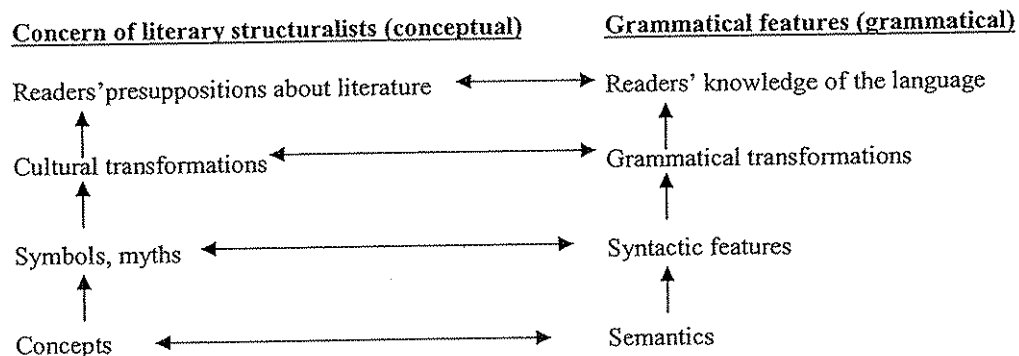 Concern of literary structuralists (conceptual) Grammatical features (grammatical)
Readers'presuppositions about literature Readers' knowledge of the language
Cultural transformations Grammatical transformations
Symbols, myths Syntactic features
Concepts Semantics